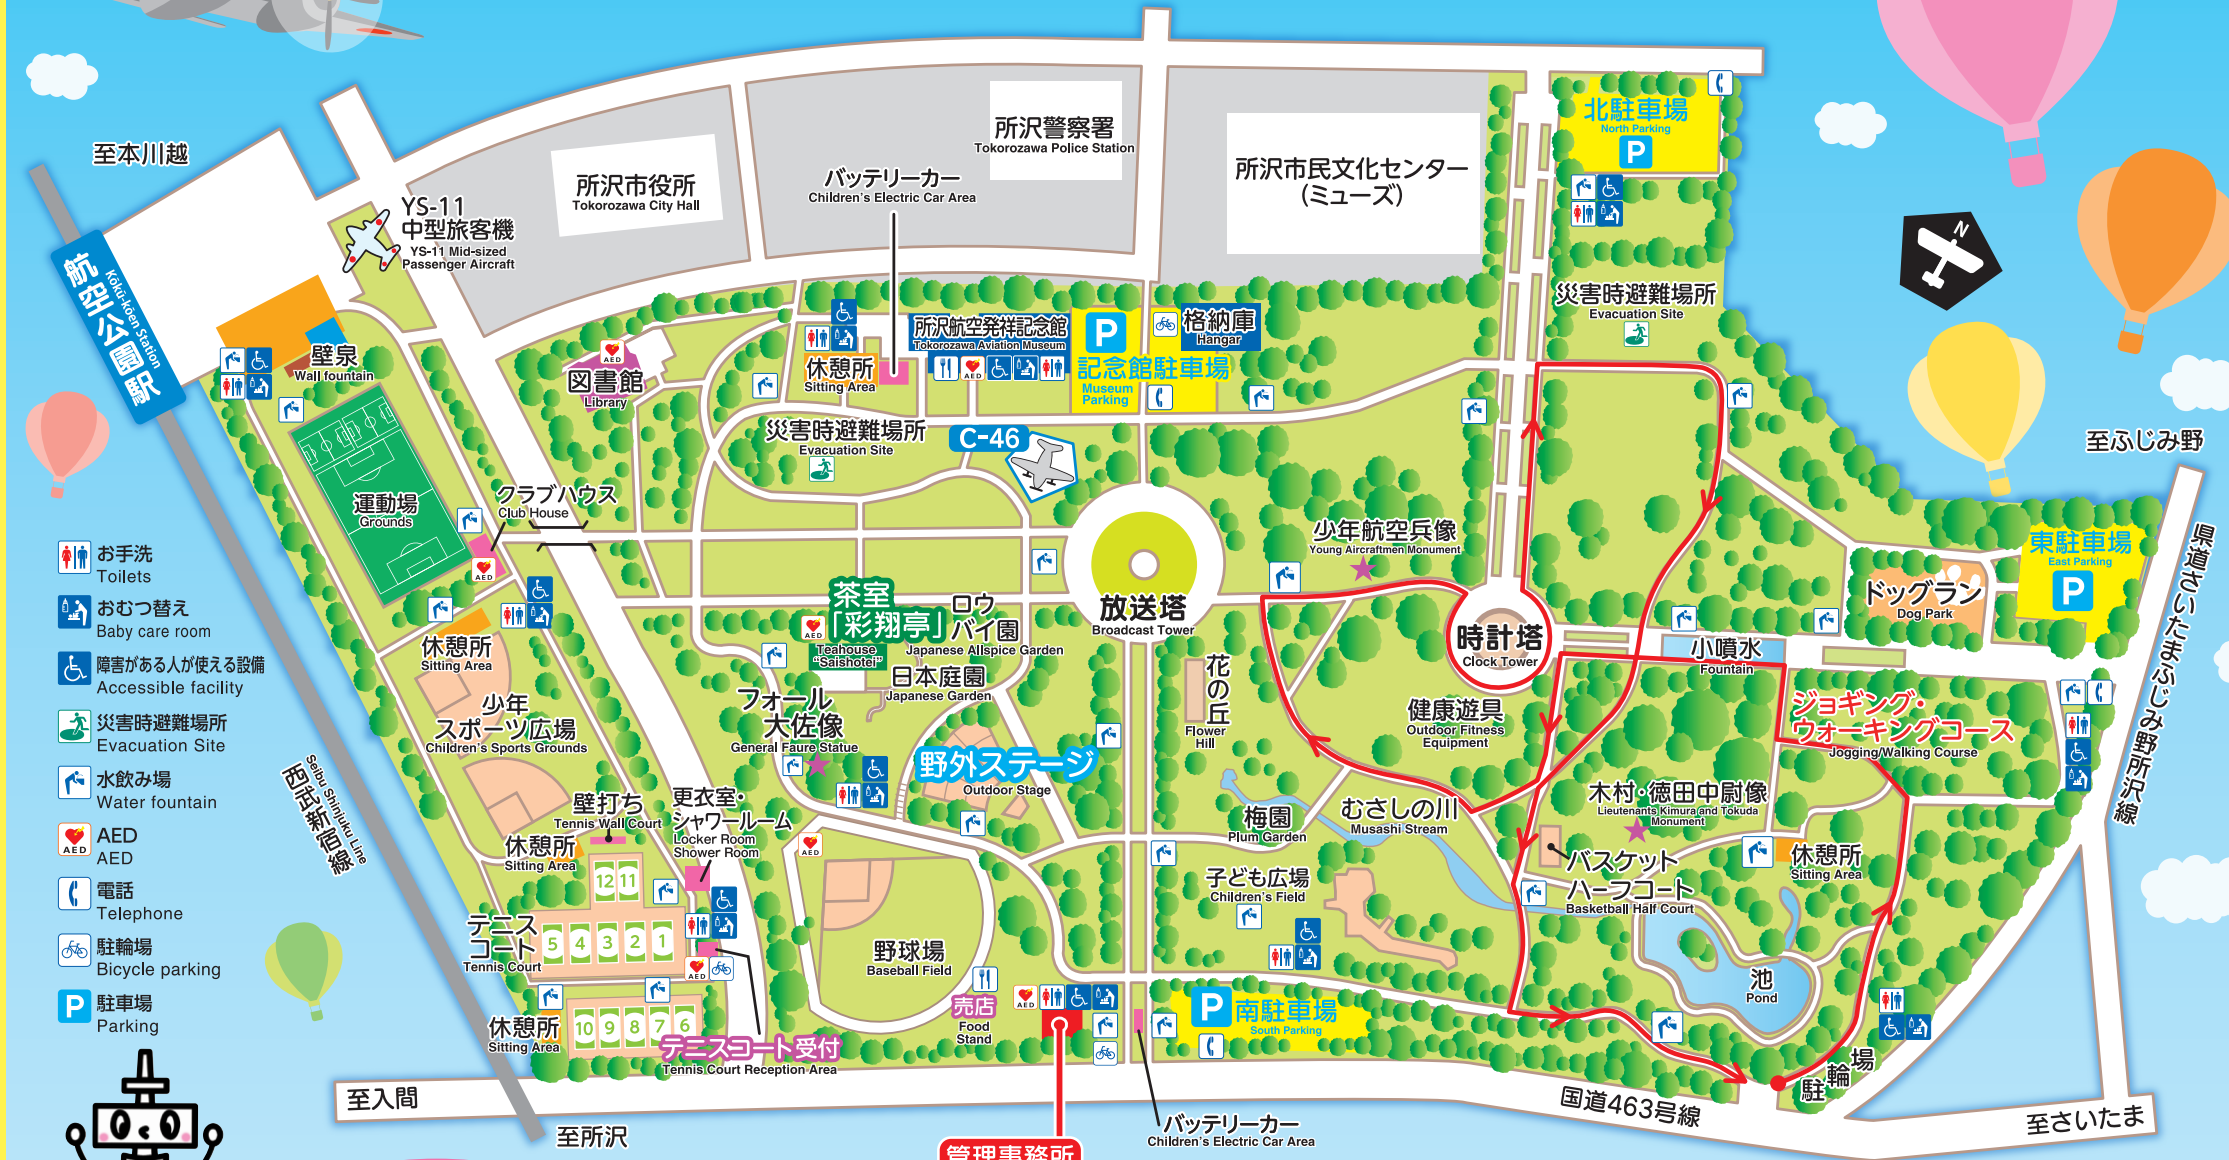 至本川越
航空公園駅
Kōkū-kōen Station
YS-11
中型旅客機
YS-11 Mid-sized
Passenger Aircraft
所沢市役所
Tokorozawa City Hall
所沢警察署
Tokorozawa Police Station
バッテリーカー
Children's Electric Car Area
所沢市民文化センター
(ミューズ)
北駐車場
North Parking
P
N
壁泉
Wall fountain
図書館
Library
AED
休憩所
Sitting Area
所沢航空発祥記念館
Tokorozawa Aviation Museum
AED
P
記念館駐車場
Museum
Parking
格納庫
Hangar
災害時避難場所
Evacuation Site
災害時避難場所
Evacuation Site
C-46
至ふじみ野
運動場
Grounds
クラブハウス
Club House
AED
少年航空兵像
Young Aircraftmen Monument
東駐車場
East Parking
P
県道さいたまふじみ野所沢線
ドッグラン
Dog Park
お手洗
Toilets
おむつ替え
Baby care room
障害がある人が使える設備
Accessible facility
災害時避難場所
Evacuation Site
水飲み場
Water fountain
AED
AED
AED
電話
Telephone
駐輪場
Bicycle parking
P
駐車場
Parking
休憩所
Sitting Area
茶室
「彩翔亭」
Teahouse
"Saishotei"
AED
ロウ
バイ園
Japanese Allspice Garden
放送塔
Broadcast Tower
時計塔
Clock Tower
小噴水
Fountain
日本庭園
Japanese Garden
花の丘
Flower
Hill
少年
スポーツ広場
Children's Sports Grounds
フォール
大佐像
General Faure Statue
健康遊具
Outdoor Fitness
Equipment
ジョギング・
ウォーキングコース
Jogging/Walking Course
野外ステージ
Outdoor Stage
西武新宿線
Seibu Shinjuku Line
壁打ち
Tennis Wall Court
更衣室・
シャワールーム
Locker Room
Shower Room
梅園
Plum Garden
むさしの川
Musashi Stream
木村・徳田中尉像
Lieutenants Kimura and Tokuda
Monument
休憩所
Sitting Area
AED
12 11
バスケット
ハーフコート
Basketball Half Court
休憩所
Sitting Area
子ども広場
Children's Field
テニス
コート
Tennis Court
5 4 3 2 1
AED
野球場
Baseball Field
池
Pond
売店
Food
Stand
AED
P
南駐車場
South Parking
休憩所
Sitting Area
10 9 8 7 6
テニスコート受付
Tennis Court Reception Area
駐輪場
至入間
至所沢
管理事務所
バッテリーカー
Children's Electric Car Area
国道463号線
至さいたま